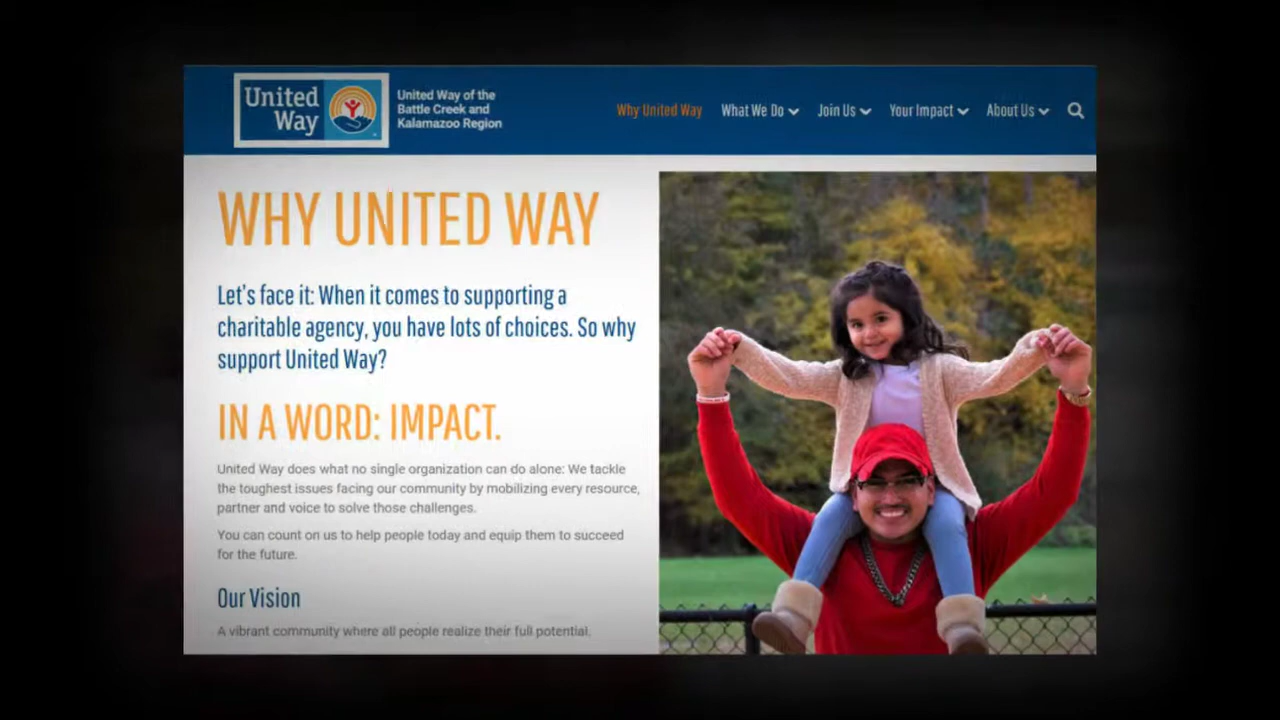 United
Way
United Way of the
Battle Creek and
Kalamazoo Region
Why United Way What We Do Join Us Your Impact About Us
WHY UNITED WAY
Let's face it: When it comes to supporting a
charitable agency, you have lots of choices. So why
support United Way?
IN A WORD: IMPACT.
United Way does what no single organization can do alone: We tackle
the toughest issues facing our community by mobilizing every resource,
partner and voice to solve those challenges.
You can count on us to help people today and equip them to succeed
for the future.
Our Vision
A vibrant community where all people realize their full potential.